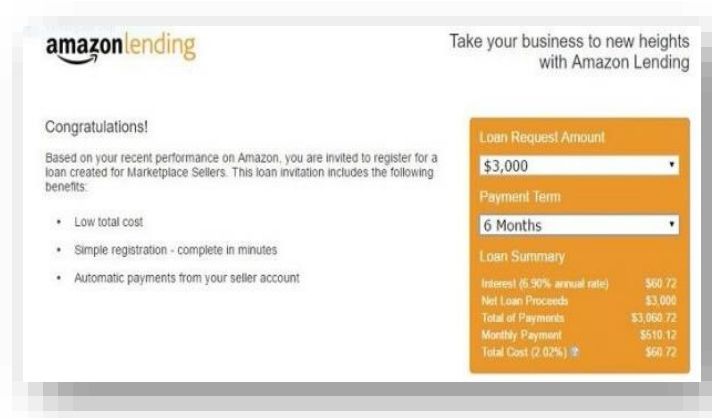 amazonlending
Take your business to new heights
with Amazon Lending
Congratulations!
Based on your recent performance on Amazon, you are invited to register for a
loan created for Marketplace Sellers. This loan invitation includes the following
benefits:
• Low total cost
• Simple registration - complete in minutes
• Automatic payments from your seller account
Loan Request Amount
$3,000
Payment Term
6 Months
Loan Summary
Interest (6.90% annual rate) $60.72
Net Loan Proceeds $3,000
Total of Payments $3,060.72
Monthly Payment $510.12
Total Cost (2.02%) ? $60.72